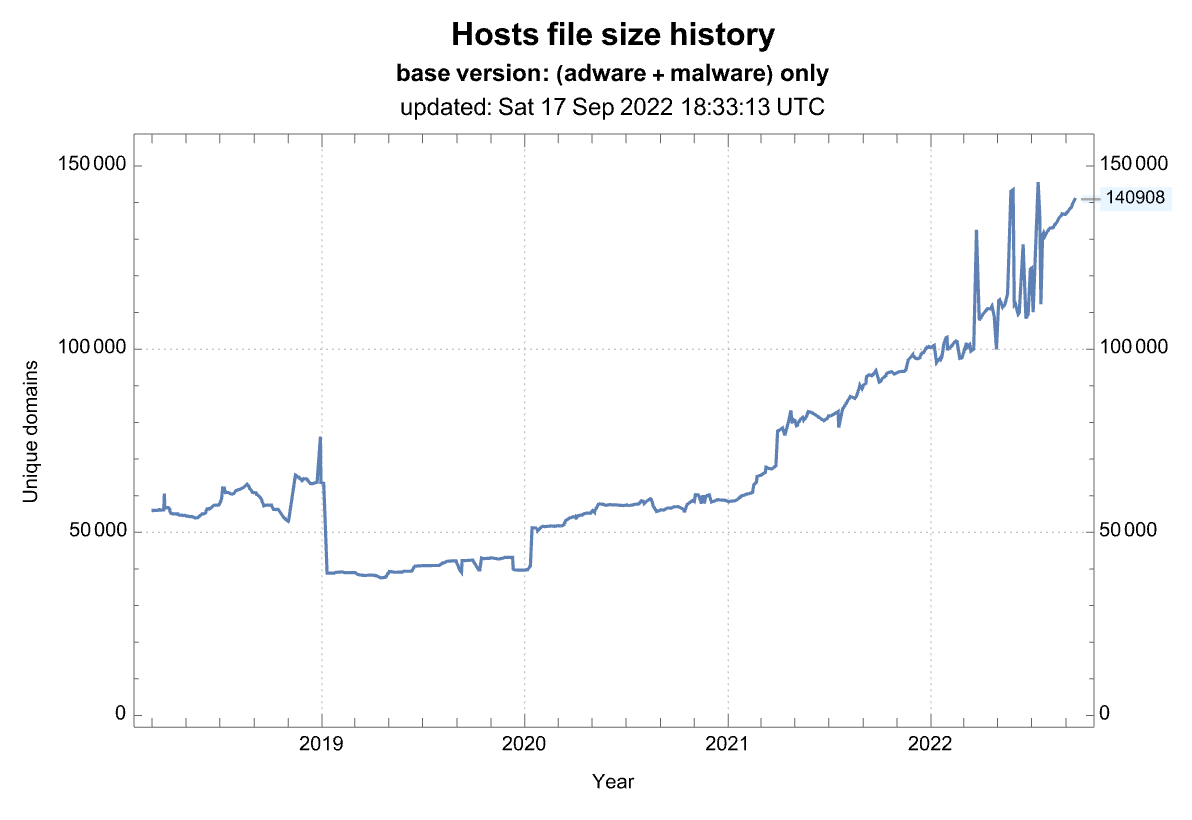 Hosts file size history
base version: (adware + malware) only
updated: Sat 17 Sep 2022 18:33:13 UTC
150 000 150 000
140908
100 000 100 000
Unique domains
50 000 50 000
0 0
2019 2020 2021 2022
Year